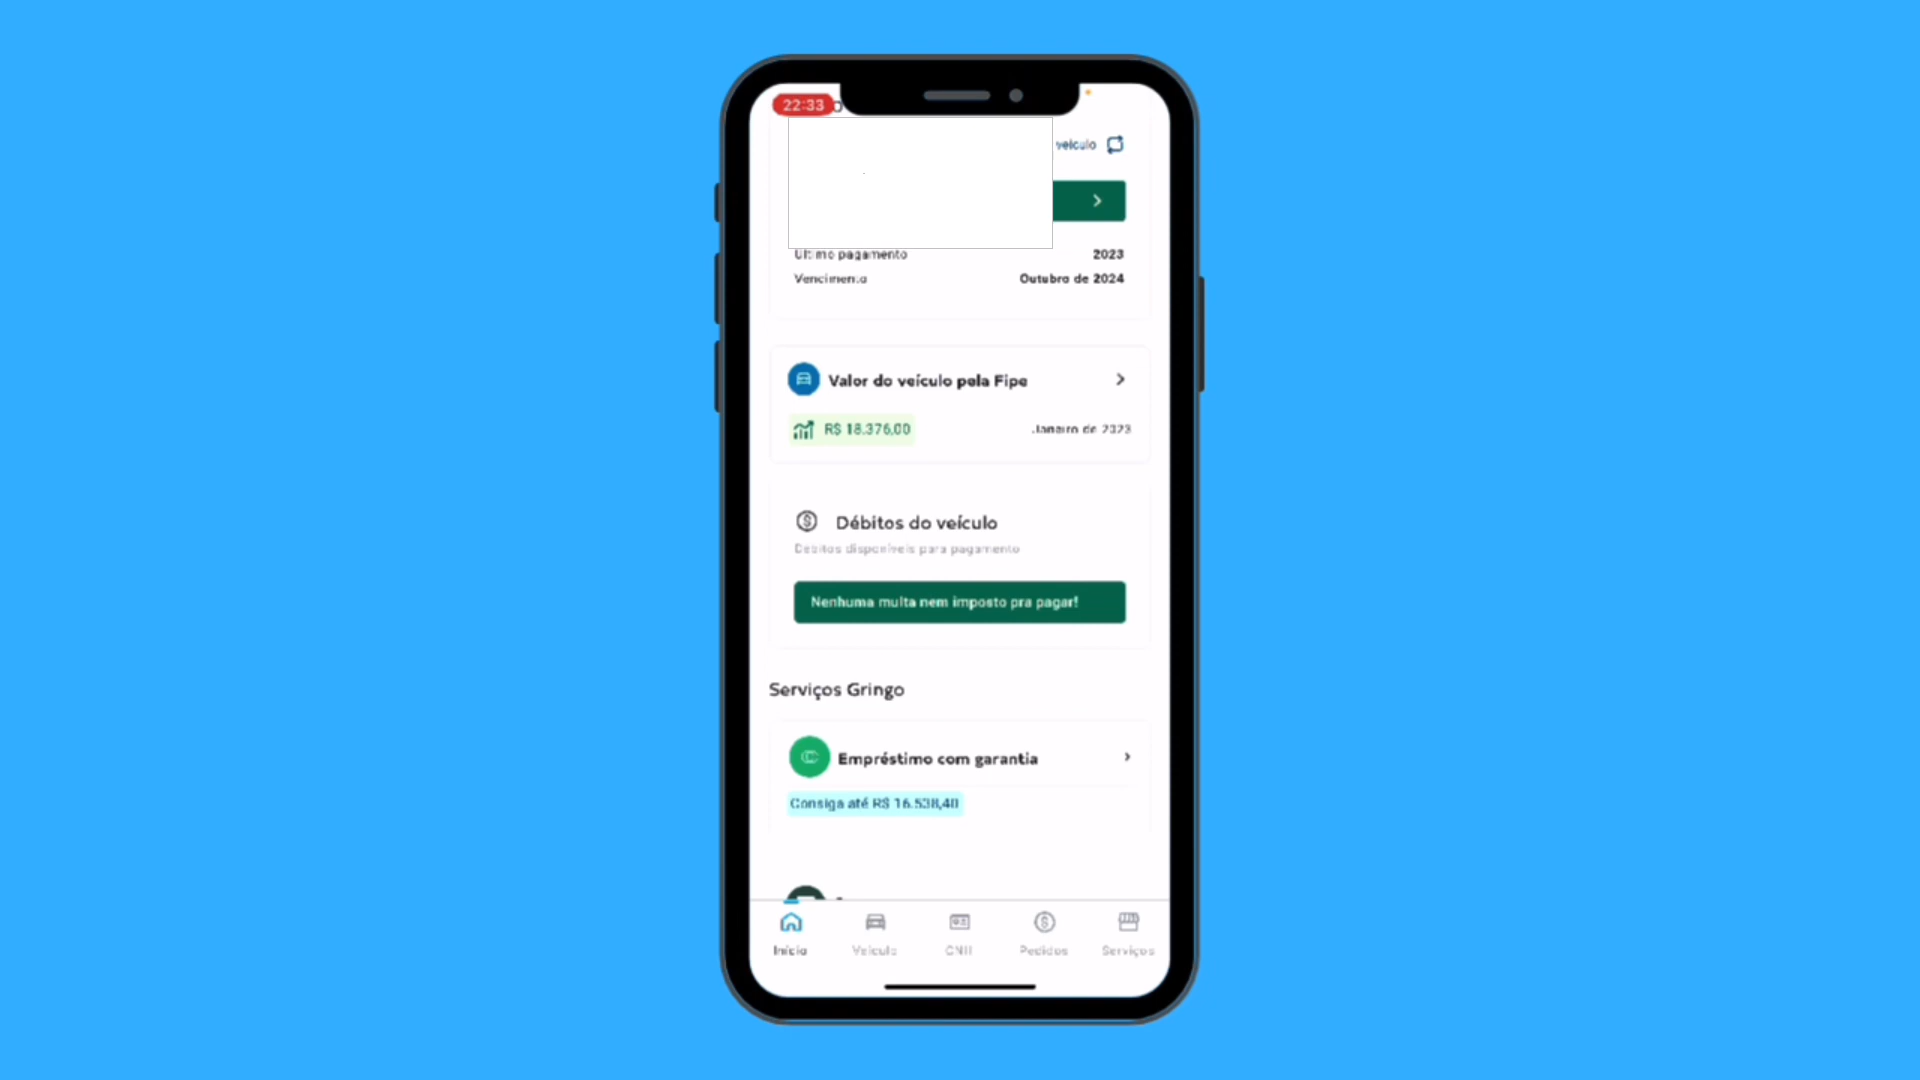 22:33
veículo
Último pagamento 2023
Vencimento Outubro de 2024
Valor do veículo pela Fipe
R$ 18.376,00 Janeiro de 2023
Débitos do veículo
Débitos disponíveis para pagamento
Nenhuma multa nem imposto pra pagar!
Serviços Gringo
Empréstimo com garantia
Consiga até R$ 16.538,40
Início Veículo CNH Pedidos Serviços